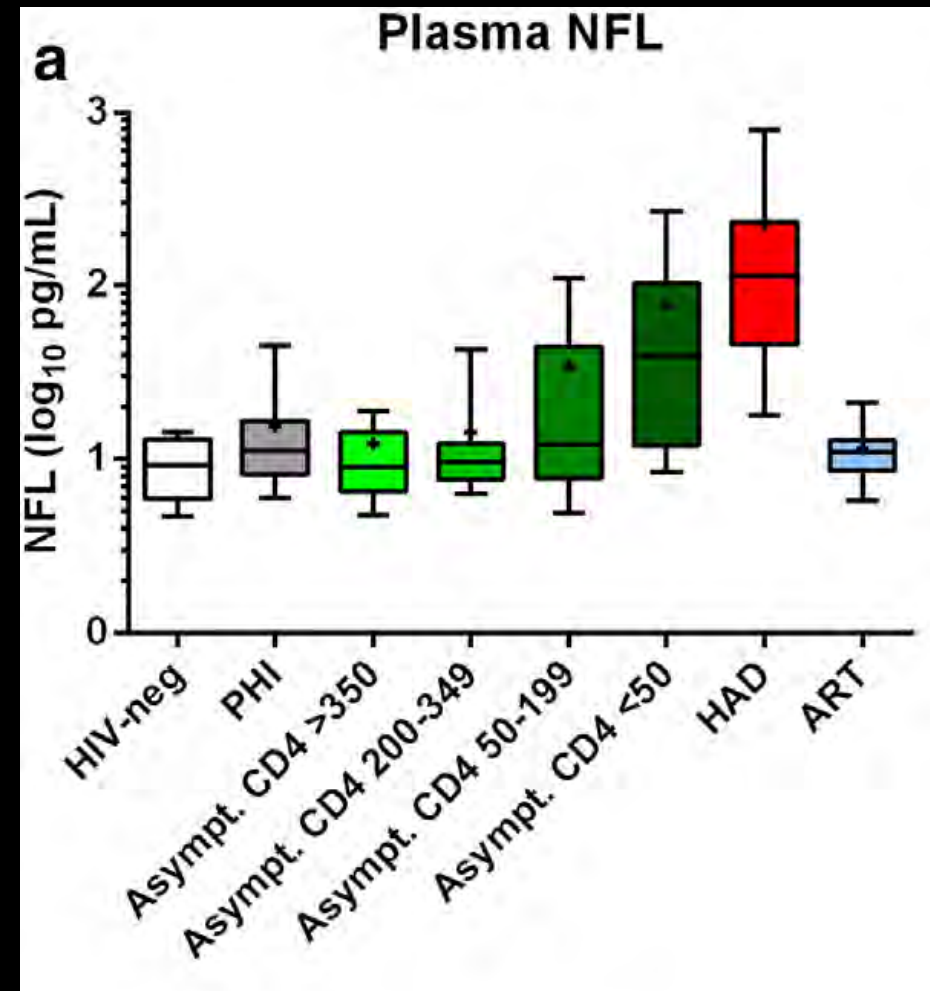 a
Plasma NFL
NFL (log10 pg/mL)
3
2
1
0
HIV-neg
PHI
Asympt. CD4 >350
Asympt. CD4 200-349
Asympt. CD4 50-199
Asympt. CD4 <50
HAD
ART